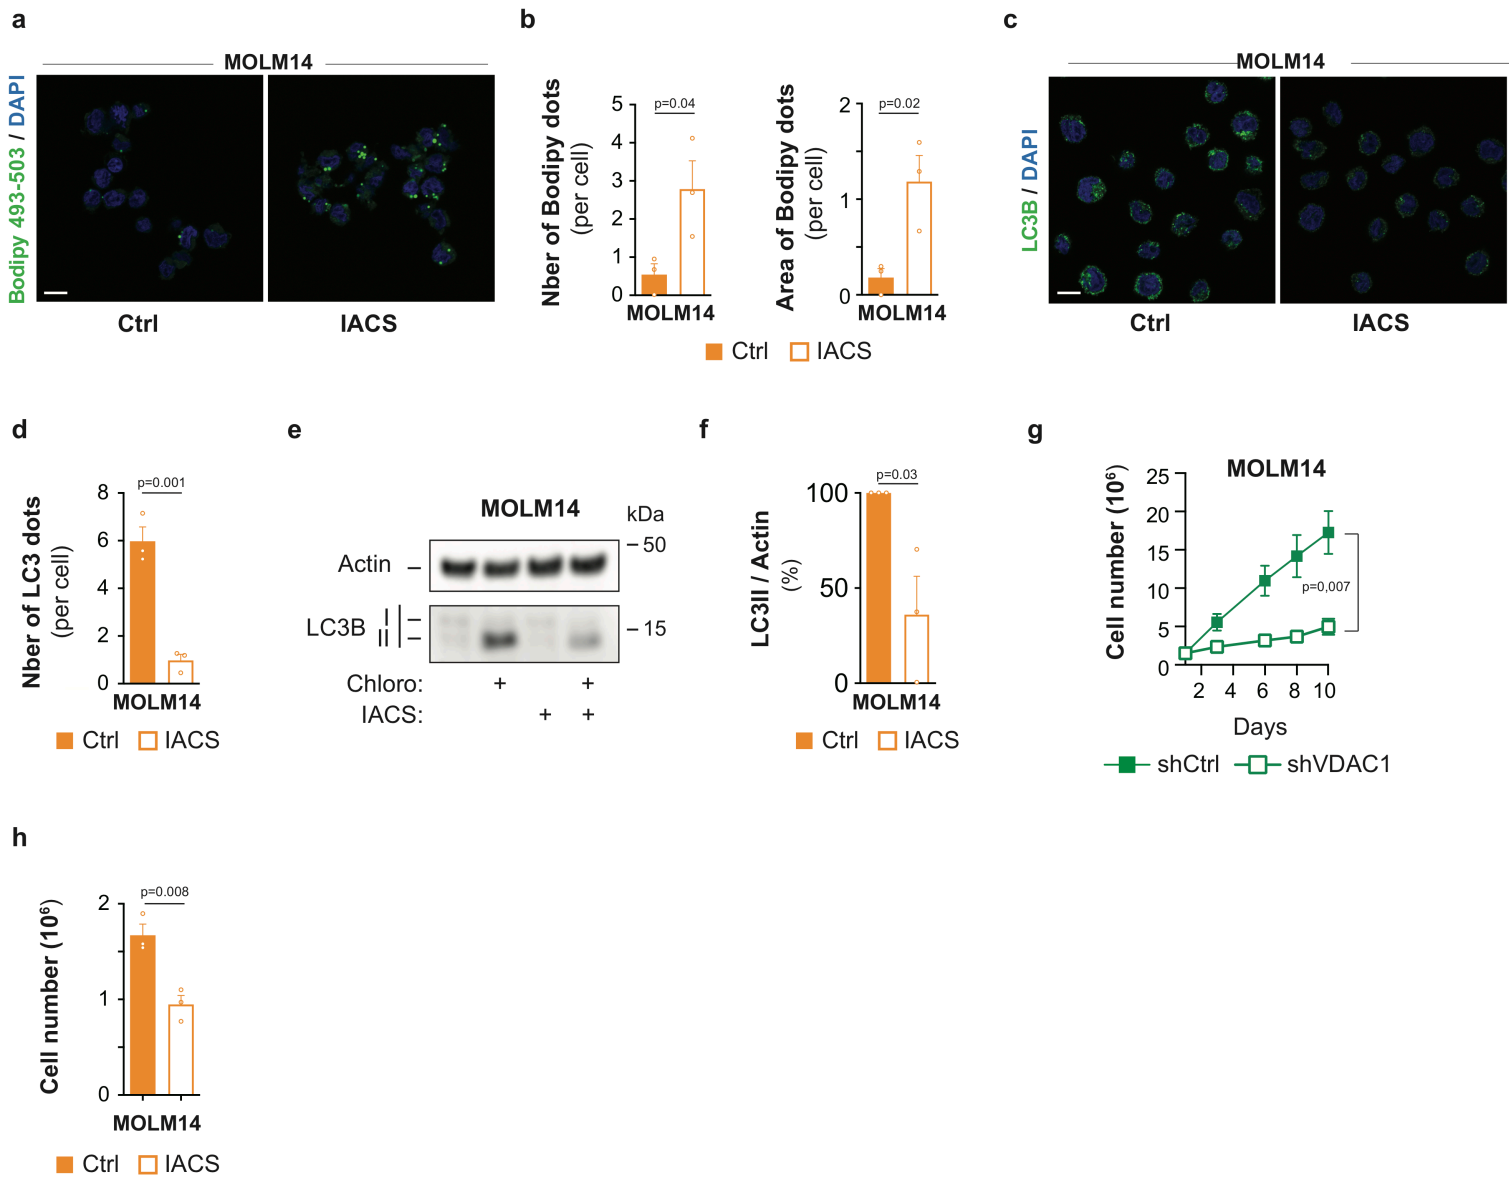 a
MOLM14
Bodipy 493-503 / DAPI
Ctrl
IACS
b
Nber of Bodipy dots
(per cell)
5
4
3
2
1
0
p=0.04
MOLM14
Area of Bodipy dots
(per cell)
2
1
0
p=0.02
MOLM14
Ctrl
IACS
c
MOLM14
LC3B / DAPI
Ctrl
IACS
d
Nber of LC3 dots
(per cell)
8
6
4
2
0
p=0.001
MOLM14
Ctrl
IACS
e
MOLM14
kDa
50
Actin
LC3B
I
II
15
Chloro: + +
IACS: + +
f
LC3II / Actin
(%)
100
50
0
p=0.03
MOLM14
Ctrl
IACS
g
MOLM14
Cell number (10⁶)
25
20
15
10
5
0
p=0,007
2 4 6 8 10
Days
shCtrl
shVDAC1
h
Cell number (10⁶)
2
1
0
p=0.008
MOLM14
Ctrl
IACS